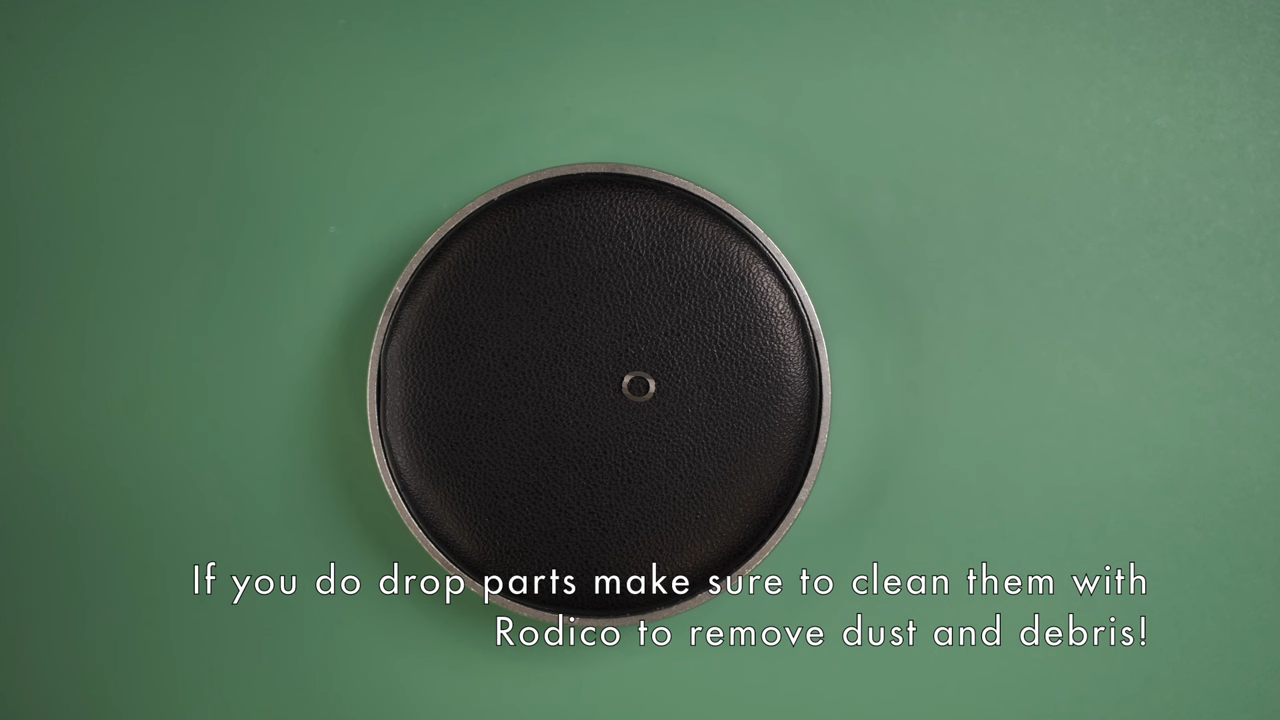 If you do drop parts make sure to clean them with
Rodico to remove dust and debris!